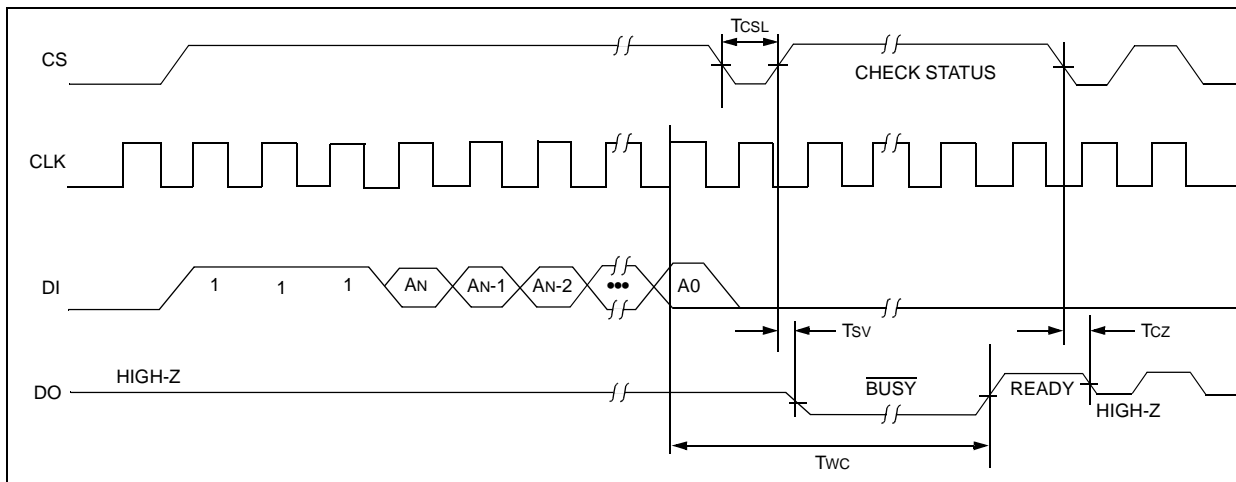 TCSL
CS
CHECK STATUS
CLK
DI
1 1 1 AN AN-1 AN-2 ••• A0
TSV
TCZ
HIGH-Z
DO
BUSY
READY
HIGH-Z
TWC